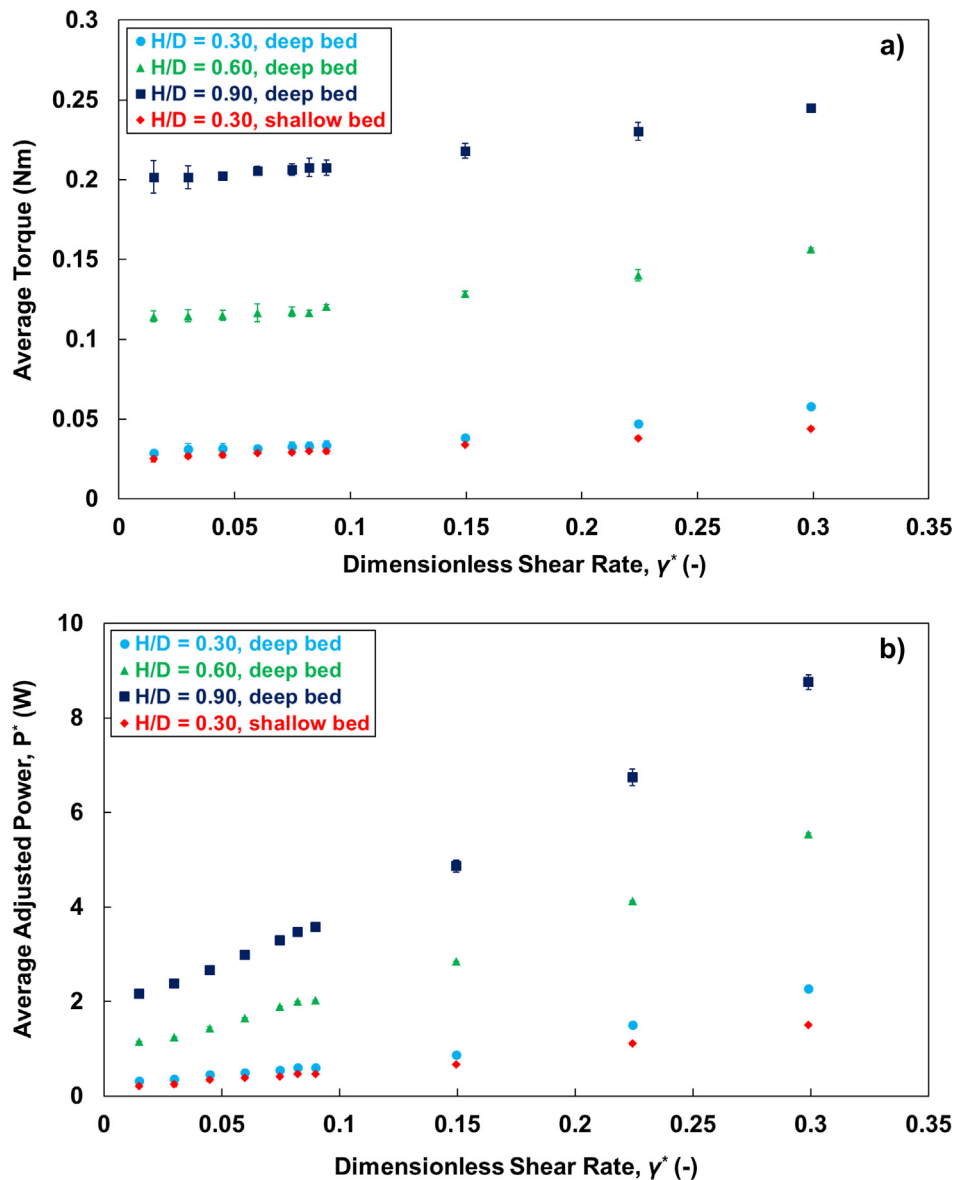 0.3
H/D = 0.30, deep bed
H/D = 0.60, deep bed
H/D = 0.90, deep bed
H/D = 0.30, shallow bed
a)
0.25
0.2
0.15
0.1
0.05
0
Average Torque (Nm)
0 0.05 0.1 0.15 0.2 0.25 0.3 0.35
Dimensionless Shear Rate, γ* (-)
10
H/D = 0.30, deep bed
H/D = 0.60, deep bed
H/D = 0.90, deep bed
H/D = 0.30, shallow bed
b)
8
6
4
2
0
Average Adjusted Power, P* (W)
0 0.05 0.1 0.15 0.2 0.25 0.3 0.35
Dimensionless Shear Rate, γ* (-)